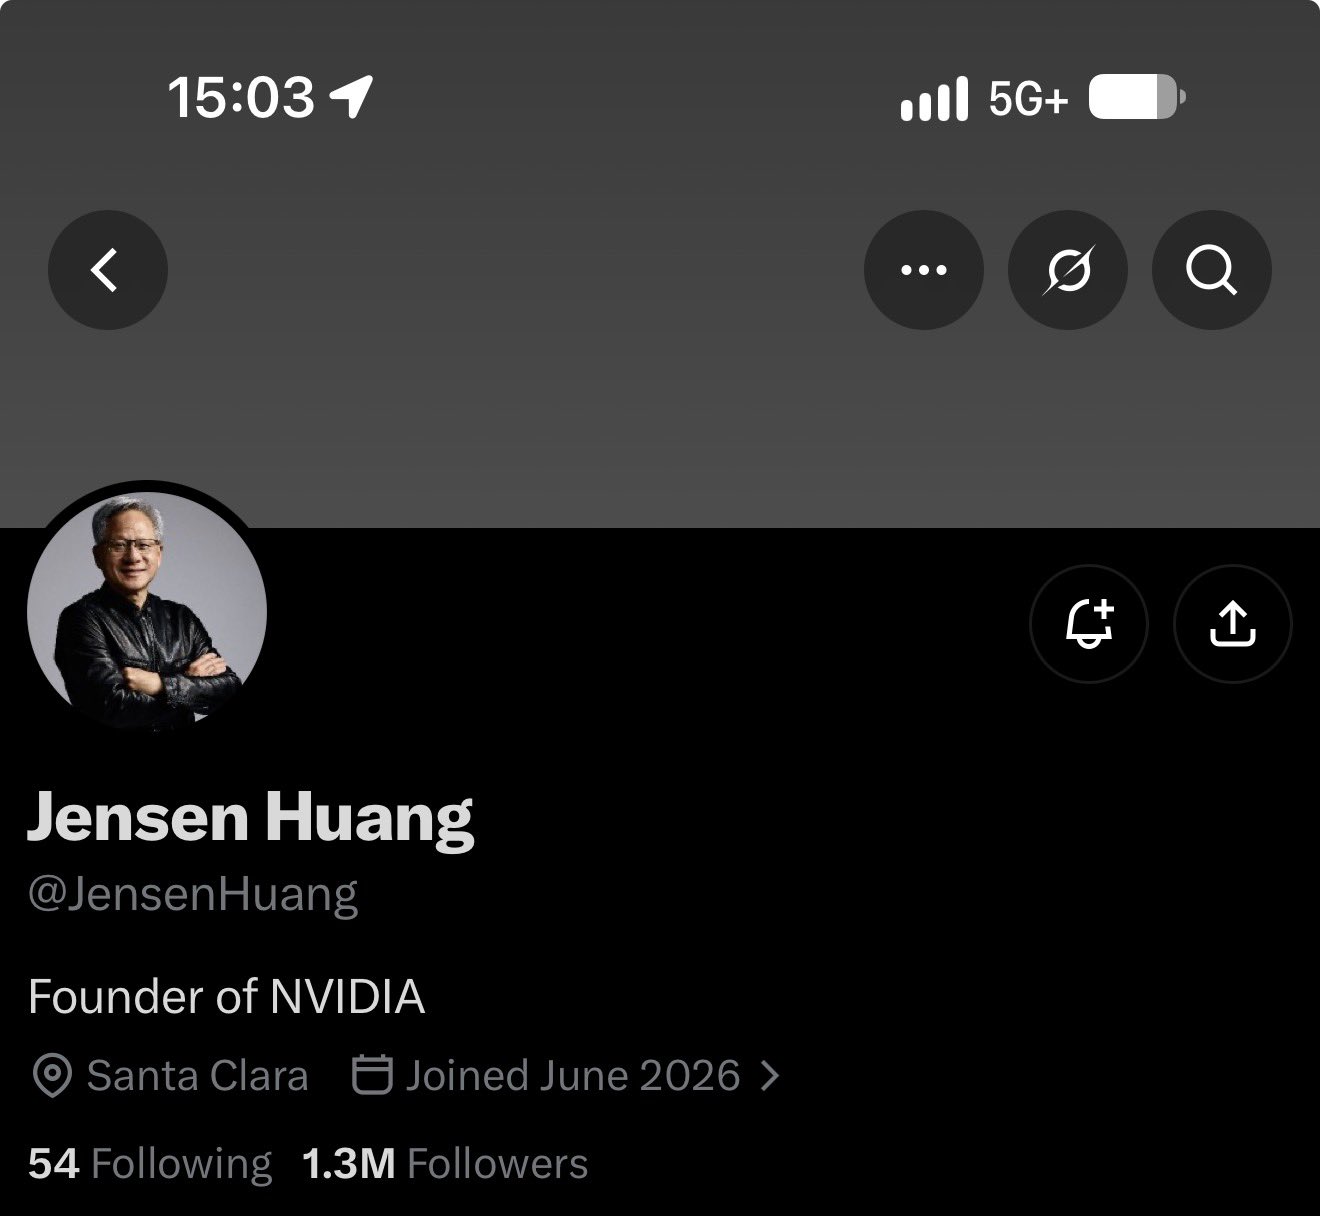 15:03 5G+
Jensen Huang
@JensenHuang
Founder of NVIDIA
Santa Clara Joined June 2026
54 Following 1.3M Followers